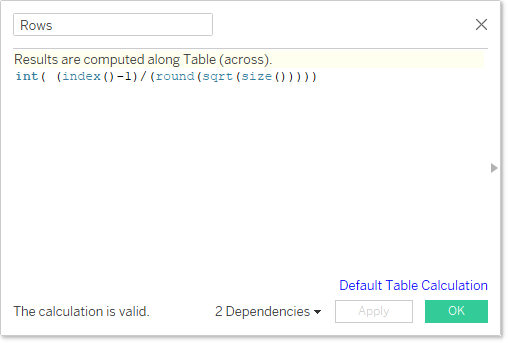 Rows
Results are computed along Table (across).
int( (index()-1)/(round(sqrt(size()))))
Default Table Calculation
The calculation is valid.
2 Dependencies
Apply
OK